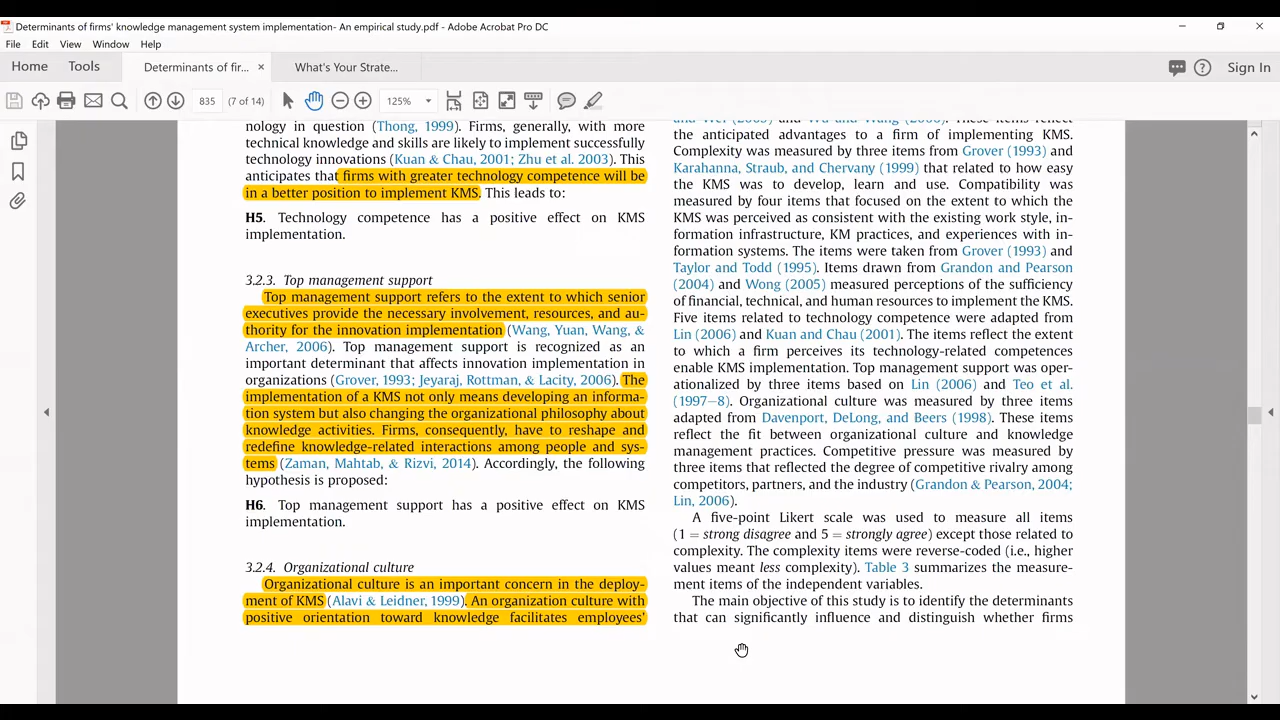 Determinants of firms' knowledge management system implementation- An empirical study.pdf - Adobe Acrobat Pro DC
File Edit View Window Help
Home Tools Determinants of fir... × What's Your Strate... Sign In
835 (7 of 14) 125%
nology in question (Thong, 1999). Firms, generally, with more
technical knowledge and skills are likely to implement successfully
technology innovations (Kuan & Chau, 2001; Zhu et al. 2003). This
anticipates that firms with greater technology competence will be
in a better position to implement KMS. This leads to:
H5. Technology competence has a positive effect on KMS
implementation.
3.2.3. Top management support
Top management support refers to the extent to which senior
executives provide the necessary involvement, resources, and au-
thority for the innovation implementation (Wang, Yuan, Wang, &
Archer, 2006). Top management support is recognized as an
important determinant that affects innovation implementation in
organizations (Grover, 1993; Jeyaraj, Rottman, & Lacity, 2006). The
implementation of a KMS not only means developing an informa-
tion system but also changing the organizational philosophy about
knowledge activities. Firms, consequently, have to reshape and
redefine knowledge-related interactions among people and sys-
tems (Zaman, Mahtab, & Rizvi, 2014). Accordingly, the following
hypothesis is proposed:
H6. Top management support has a positive effect on KMS
implementation.
3.2.4. Organizational culture
Organizational culture is an important concern in the deploy-
ment of KMS (Alavi & Leidner, 1999). An organization culture with
positive orientation toward knowledge facilitates employees'
These items reflect
the anticipated advantages to a firm of implementing KMS.
Complexity was measured by three items from Grover (1993) and
Karahanna, Straub, and Chervany (1999) that related to how easy
the KMS was to develop, learn and use. Compatibility was
measured by four items that focused on the extent to which the
KMS was perceived as consistent with the existing work style, in-
formation infrastructure, KM practices, and experiences with in-
formation systems. The items were taken from Grover (1993) and
Taylor and Todd (1995). Items drawn from Grandon and Pearson
(2004) and Wong (2005) measured perceptions of the sufficiency
of financial, technical, and human resources to implement the KMS.
Five items related to technology competence were adapted from
Lin (2006) and Kuan and Chau (2001). The items reflect the extent
to which a firm perceives its technology-related competences
enable KMS implementation. Top management support was oper-
ationalized by three items based on Lin (2006) and Teo et al.
(1997–8). Organizational culture was measured by three items
adapted from Davenport, DeLong, and Beers (1998). These items
reflect the fit between organizational culture and knowledge
management practices. Competitive pressure was measured by
three items that reflected the degree of competitive rivalry among
competitors, partners, and the industry (Grandon & Pearson, 2004;
Lin, 2006).
A five-point Likert scale was used to measure all items
(1 = strong disagree and 5 = strongly agree) except those related to
complexity. The complexity items were reverse-coded (i.e., higher
values meant less complexity). Table 3 summarizes the measure-
ment items of the independent variables.
The main objective of this study is to identify the determinants
that can significantly influence and distinguish whether firms